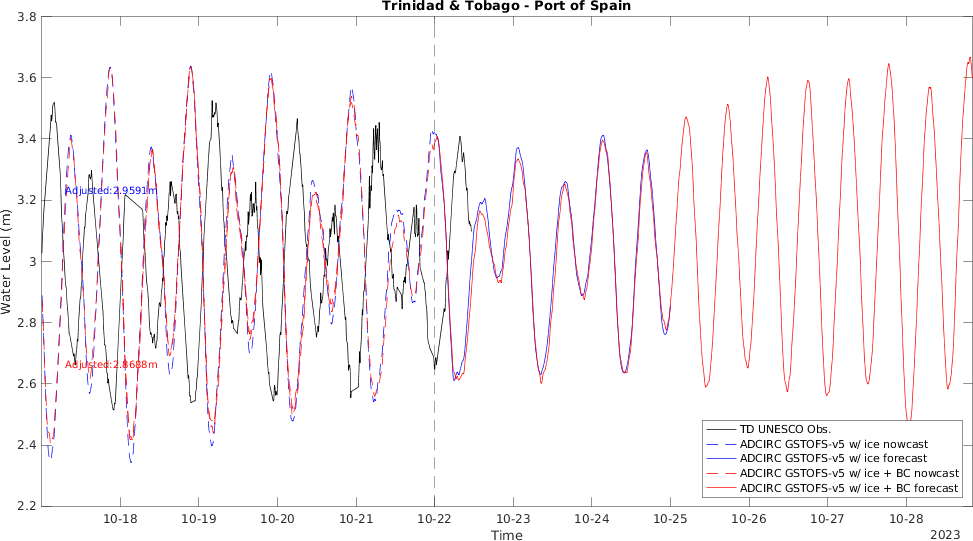 Trinidad & Tobago - Port of Spain
3.8
3.6
3.4
3.2
3
2.8
2.6
2.4
2.2
Water Level (m)
Adjusted:2.9591m
Adjusted:2.8688m
TD UNESCO Obs.
ADCIRC GSTOFS-v5 w/ ice nowcast
ADCIRC GSTOFS-v5 w/ ice forecast
ADCIRC GSTOFS-v5 w/ ice + BC nowcast
ADCIRC GSTOFS-v5 w/ ice + BC forecast
10-18 10-19 10-20 10-21 10-22 10-23 10-24 10-25 10-26 10-27 10-28
Time
2023